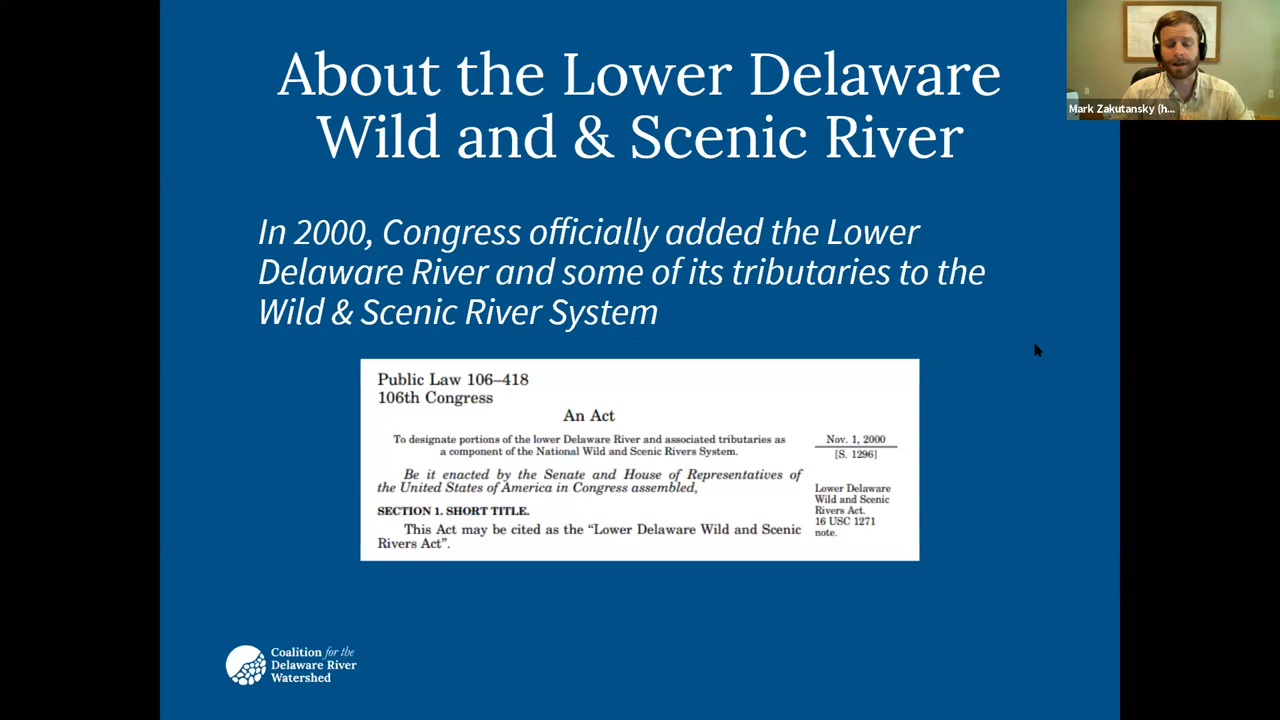 About the Lower Delaware
Wild and & Scenic River
Mark Zakutansky (h...
In 2000, Congress officially added the Lower
Delaware River and some of its tributaries to the
Wild & Scenic River System
Public Law 106–418
106th Congress
An Act
To designate portions of the lower Delaware River and associated tributaries as
a component of the National Wild and Scenic Rivers System.
Nov. 1, 2000
[S. 1296]
Be it enacted by the Senate and House of Representatives of
the United States of America in Congress assembled,
SECTION 1. SHORT TITLE.
This Act may be cited as the “Lower Delaware Wild and Scenic
Rivers Act”.
Lower Delaware
Wild and Scenic
Rivers Act.
16 USC 1271
note.
Coalition for the
Delaware River
Watershed